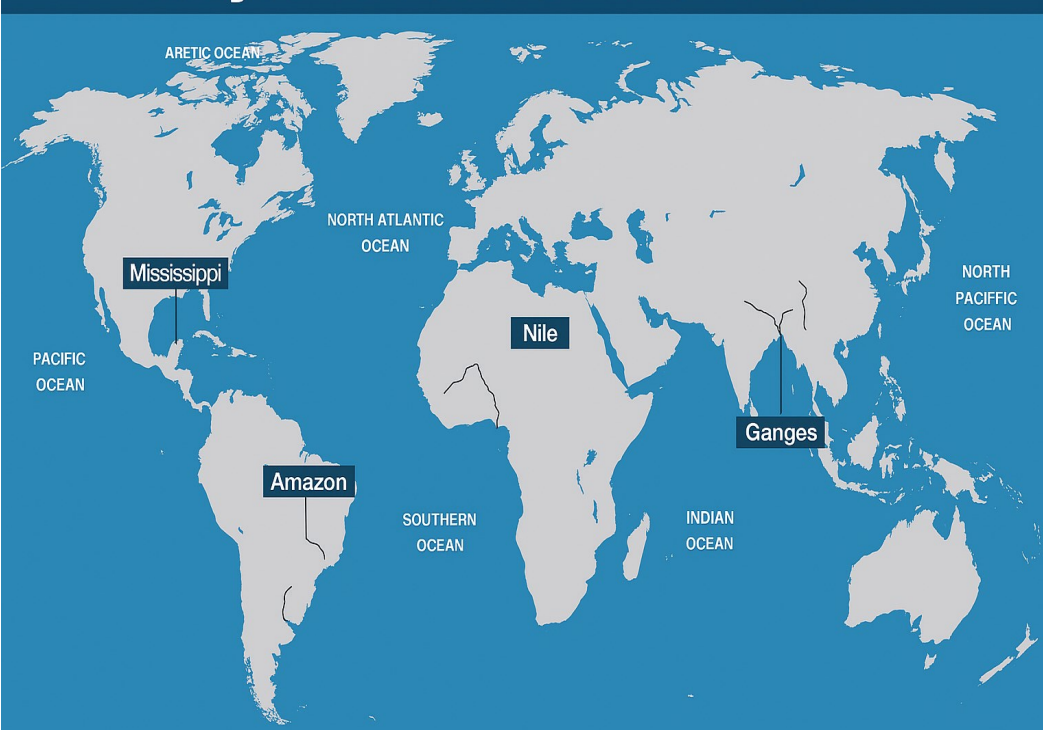 ARETIC OCEAN
NORTH ATLANTIC
OCEAN
Mississippi
NORTH
PACIFFIC
OCEAN
Nile
PACIFIC
OCEAN
Ganges
Amazon
SOUTHERN
OCEAN
INDIAN
OCEAN